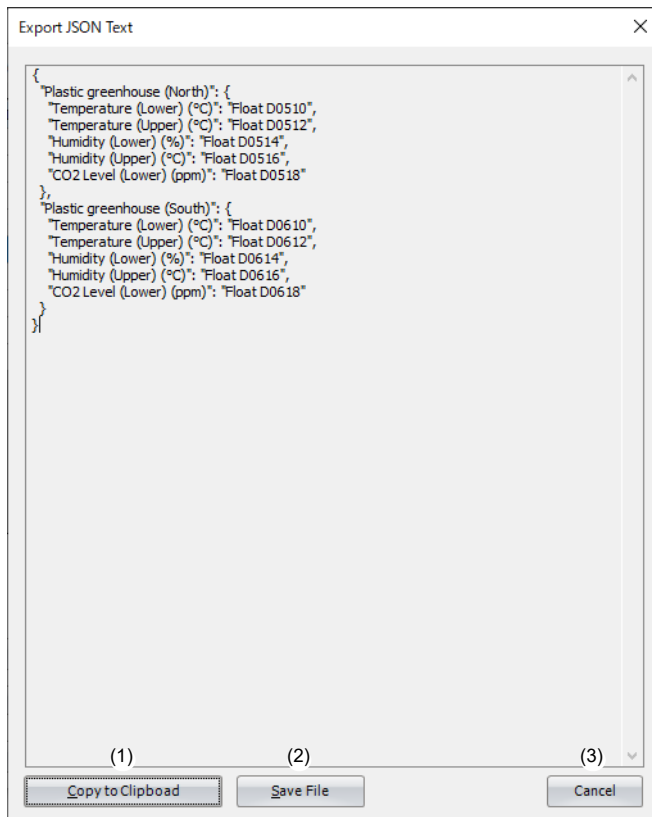 Export JSON Text
{
"Plastic greenhouse (North)": {
"Temperature (Lower) (°C)": "Float D0510",
"Temperature (Upper) (°C)": "Float D0512",
"Humidity (Lower) (%)": "Float D0514",
"Humidity (Upper) (°C)": "Float D0516",
"CO2 Level (Lower) (ppm)": "Float D0518"
},
"Plastic greenhouse (South)": {
"Temperature (Lower) (°C)": "Float D0610",
"Temperature (Upper) (°C)": "Float D0612",
"Humidity (Lower) (%)": "Float D0614",
"Humidity (Upper) (°C)": "Float D0616",
"CO2 Level (Lower) (ppm)": "Float D0618"
}
}
(1) (2) (3)
Copy to Clipboad Save File Cancel